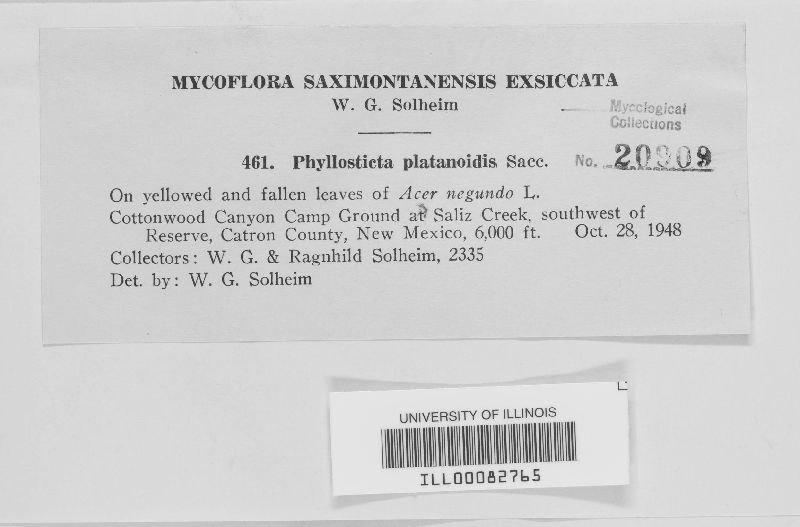 MYCOFLORA SAXIMONTANENSIS EXSICCATA
W. G. Solheim
Mycological
Collections
461. Phyllosticta platanoidis Sacc. No. 20909
On yellowed and fallen leaves of Acer negundo L.
Cottonwood Canyon Camp Ground at Saliz Creek, southwest of
Reserve, Catron County, New Mexico, 6,000 ft. Oct. 28, 1948
Collectors: W. G. & Ragnhild Solheim, 2335
Det. by: W. G. Solheim
UNIVERSITY OF ILLINOIS
ILL00082765